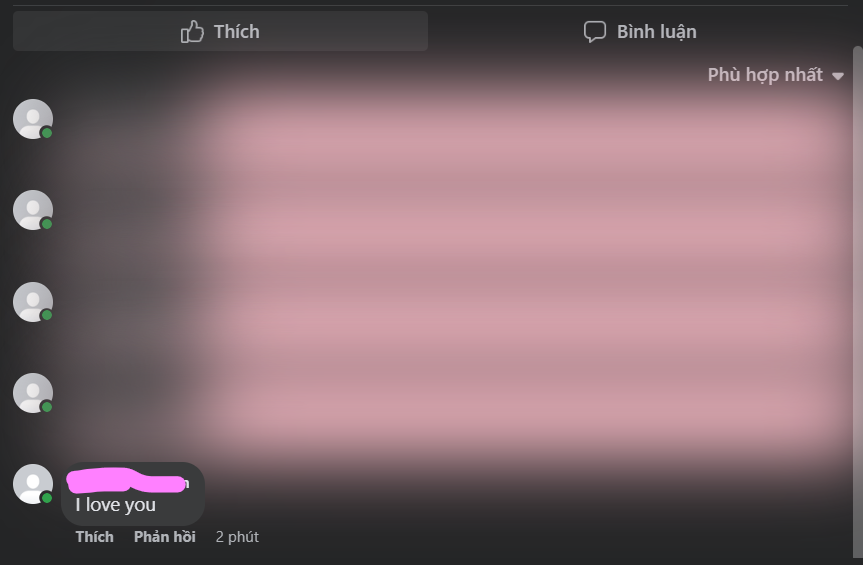 Thích
Bình luận
Phù hợp nhất
I love you
Thích Phản hồi 2 phút